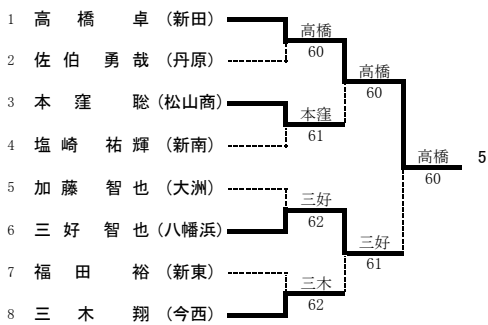 1 高橋 卓 (新田)
高橋
60
2 佐伯 勇哉 (丹原)
高橋
60
3 本窪 聡 (松山商)
本窪
61
4 塩崎 祐輝 (新南)
高橋
60
5
5 加藤 智也 (大洲)
三好
62
6 三好 智也 (八幡浜)
三好
61
7 福田 裕 (新東)
三木
62
8 三木 翔 (今西)